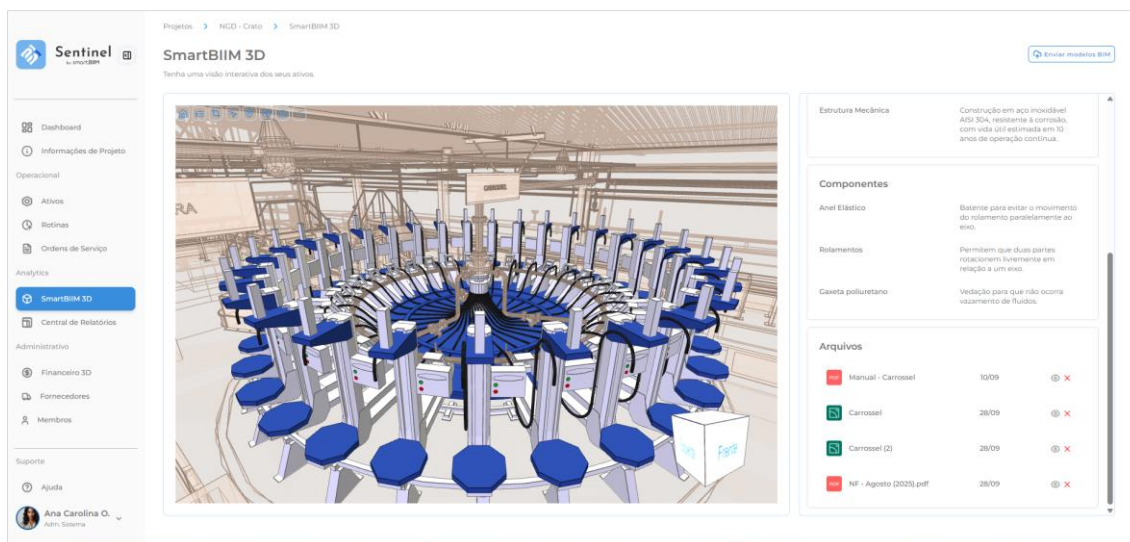 Projetos > NGD - Crato > SmartBIIM 3D
Sentinel
by smartBIIM
SmartBIIM 3D
Tenha uma visão interativa dos seus ativos.
Enviar modelos BIM
Dashboard
Informações de Projeto
Operacional
Ativos
Rotinas
Ordens de Serviço
Analytics
SmartBIIM 3D
Central de Relatórios
Administrativo
Financeiro 3D
Fornecedores
Membros
Suporte
Ajuda
Ana Carolina O.
Adm. Sistema
CARROSSEL
Frente
Estrutura Mecânica
Construção em aço inoxidável
AISI 304, resistente à corrosão,
com vida útil estimada em 10
anos de operação contínua.
Componentes
Anel Elástico
Batente para evitar o movimento
do rolamento paralelamente ao
eixo.
Rolamentos
Permitem que duas partes
rotacionem livremente em
relação a um eixo.
Gaxeta poliuretano
Vedação para que não ocorra
vazamento de fluidos.
Arquivos
PDF Manual - Carrossel 10/09
Carrossel 28/09
Carrossel (2) 28/09
PDF NF - Agosto (2025).pdf 28/09